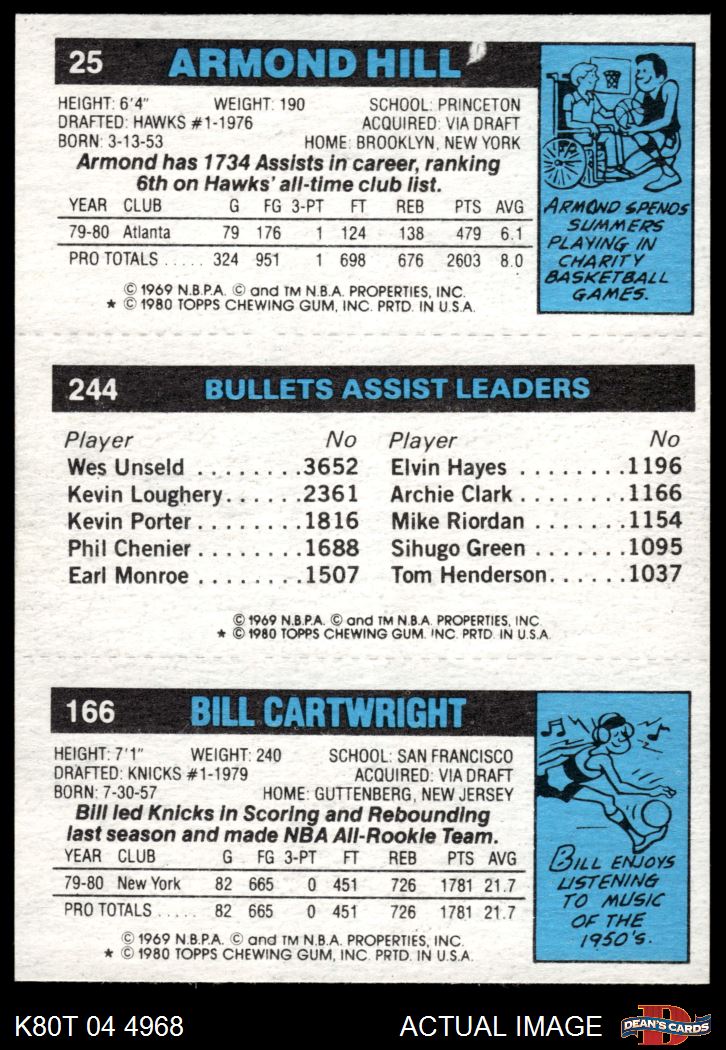 25 ARMOND HILL
HEIGHT: 6'4" WEIGHT: 190 SCHOOL: PRINCETON
DRAFTED: HAWKS #1-1976 ACQUIRED: VIA DRAFT
BORN: 3-13-53 HOME: BROOKLYN, NEW YORK
Armond has 1734 Assists in career, ranking
6th on Hawks' all-time club list.
YEAR CLUB G FG 3-PT FT REB PTS AVG
79-80 Atlanta 79 176 1 124 138 479 6.1
PRO TOTALS ..... 324 951 1 698 676 2603 8.0
© 1969 N.B.P.A. © and TM N.B.A. PROPERTIES, INC.
★ © 1980 TOPPS CHEWING GUM, INC. PRTD. IN U.S.A.
ARMOND SPENDS
SUMMERS
PLAYING IN
CHARITY
BASKETBALL
GAMES.
244 BULLETS ASSIST LEADERS
Player No Player No
Wes Unseld ........3652 Elvin Hayes ........1196
Kevin Loughery......2361 Archie Clark ........1166
Kevin Porter........1816 Mike Riordan .......1154
Phil Chenier ........1688 Sihugo Green .......1095
Earl Monroe ........1507 Tom Henderson......1037
© 1969 N.B.P.A. © and TM N.B.A. PROPERTIES, INC
★ © 1980 TOPPS CHEWING GUM, INC. PRTD. IN U.S.A.
166 BILL CARTWRIGHT
HEIGHT: 7'1" WEIGHT: 240 SCHOOL: SAN FRANCISCO
DRAFTED: KNICKS #1-1979 ACQUIRED: VIA DRAFT
BORN: 7-30-57 HOME: GUTTENBERG, NEW JERSEY
Bill led Knicks in Scoring and Rebounding
last season and made NBA All-Rookie Team.
YEAR CLUB G FG 3-PT FT REB PTS AVG
79-80 New York 82 665 0 451 726 1781 21.7
PRO TOTALS ..... 82 665 0 451 726 1781 21.7
© 1969 N.B.P.A. © and TM N.B.A. PROPERTIES, INC.
★ © 1980 TOPPS CHEWING GUM, INC. PRTD. IN U.S.A.
BILL ENJOYS
LISTENING
TO MUSIC
OF THE
1950'S.
K80T 04 4968 ACTUAL IMAGE D DEAN'S CARDS